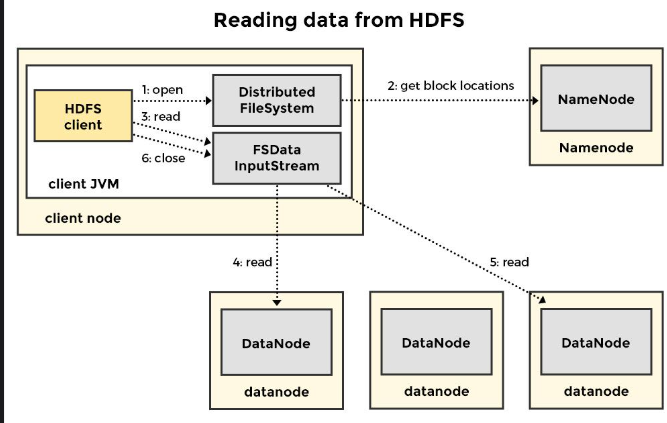 Reading data from HDFS
HDFS
client
1: open
3: read
6: close
Distributed
FileSystem
FSData
InputStream
client JVM
client node
2: get block locations
NameNode
Namenode
4: read
5: read
DataNode
datanode
DataNode
datanode
DataNode
datanode